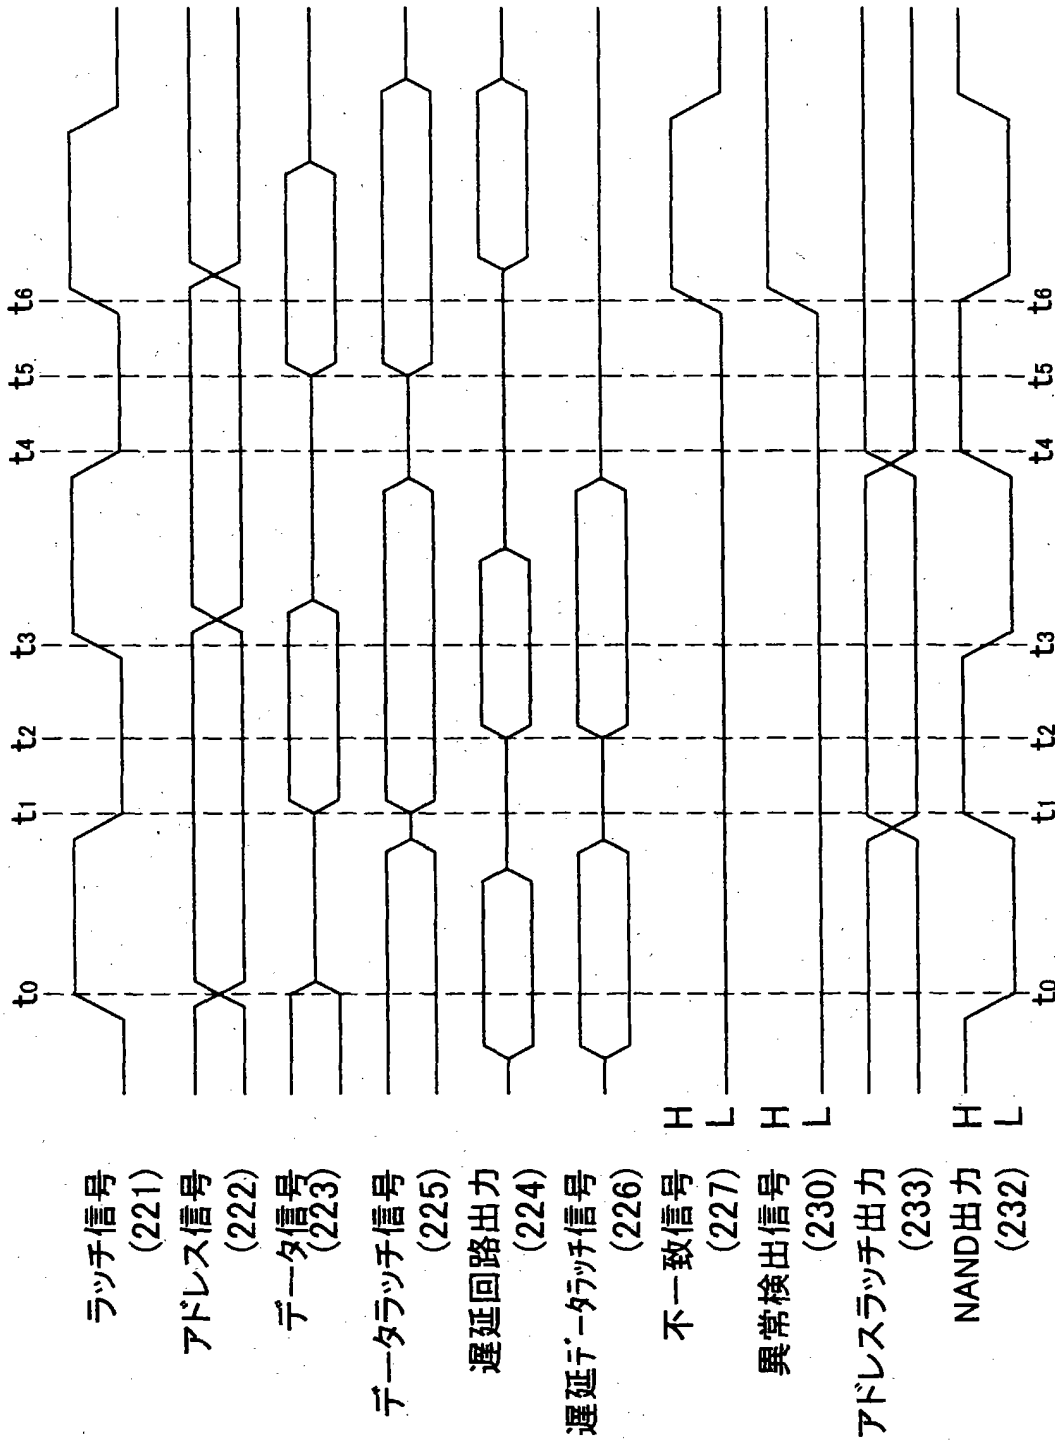 t0 t1 t2 t3 t4 t5 t6
ラッチ信号
(221)
アドレス信号
(222)
データ信号
(223)
データラッチ信号
(225)
遅延回路出力
(224)
遅延データラッチ信号
(226)
不一致信号
(227)
H
L
異常検出信号
(230)
H
L
アドレスラッチ出力
(233)
NAND出力
(232)
H
L
t0 t1 t2 t3 t4 t5 t6